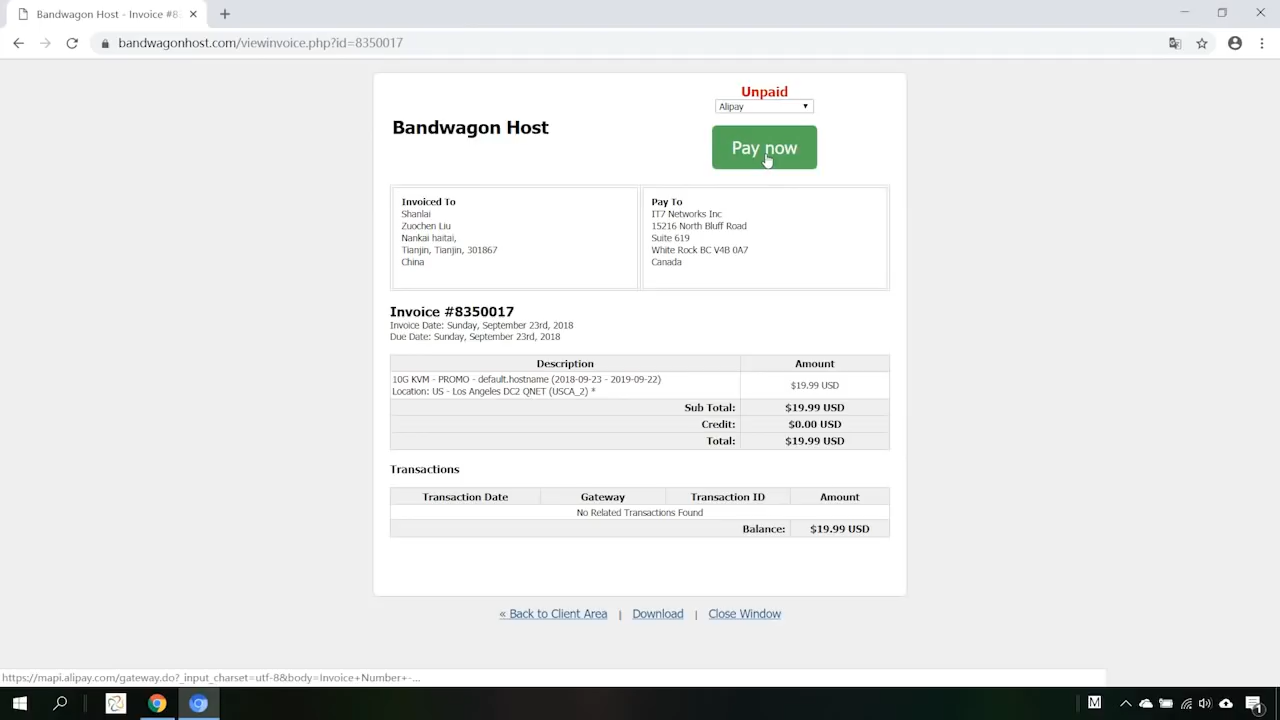 Bandwagon Host - Invoice #8
bandwagonhost.com/viewinvoice.php?id=8350017
Unpaid
Alipay
Bandwagon Host
Pay now
Invoiced To
Shanlai
Zuochen Liu
Nankai haitai,
Tianjin, Tianjin, 301867
China
Pay To
IT7 Networks Inc
15216 North Bluff Road
Suite 619
White Rock BC V4B 0A7
Canada
Invoice #8350017
Invoice Date: Sunday, September 23rd, 2018
Due Date: Sunday, September 23rd, 2018
Description Amount
10G KVM - PROMO - default.hostname (2018-09-23 - 2019-09-22)
Location: US - Los Angeles DC2 QNET (USCA_2) *
$19.99 USD
Sub Total: $19.99 USD
Credit: $0.00 USD
Total: $19.99 USD
Transactions
Transaction Date Gateway Transaction ID Amount
No Related Transactions Found
Balance: $19.99 USD
« Back to Client Area | Download | Close Window
https://mapi.alipay.com/gateway.do?_input_charset=utf-8&body=Invoice+Number+-...
M
1